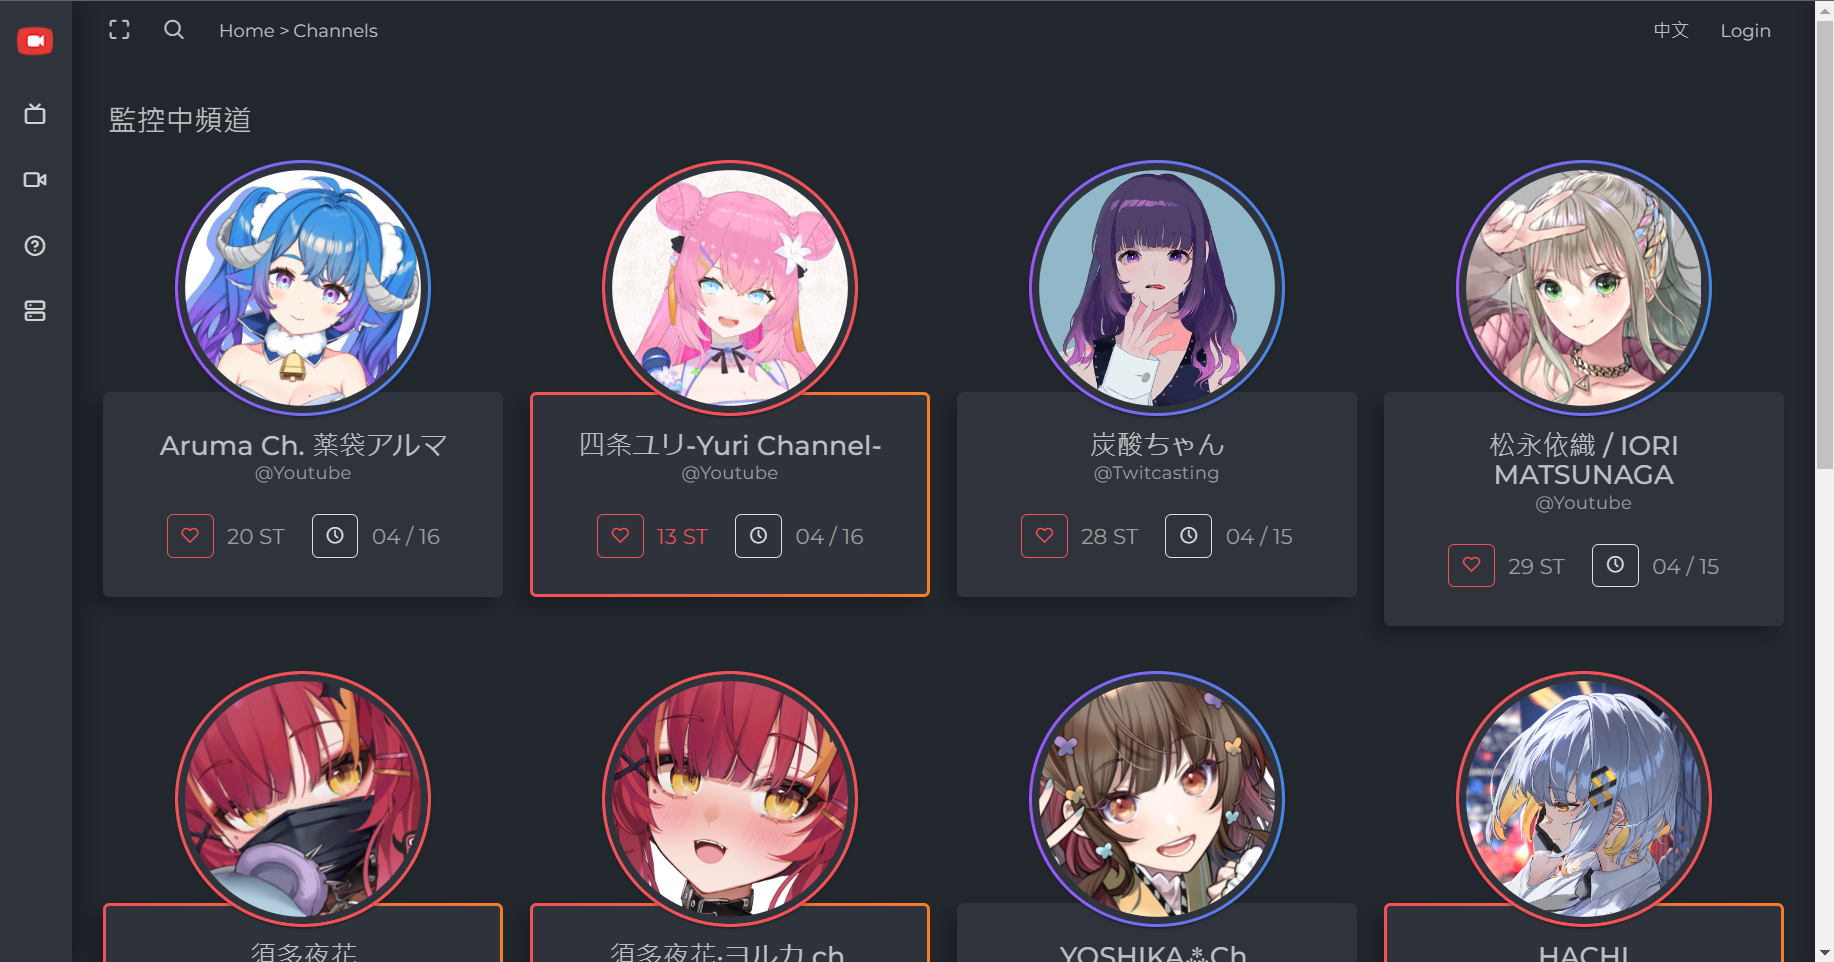 Home > Channels
中文
Login
監控中頻道
Aruma Ch. 薬袋アルマ
@Youtube
20 ST
04 / 16
四条ユリ-Yuri Channel-
@Youtube
13 ST
04 / 16
炭酸ちゃん
@Twitcasting
28 ST
04 / 15
松永依織 / IORI
MATSUNAGA
@Youtube
29 ST
04 / 15
須多夜花
須多夜花·ヨルカ ch
YOSHIKA⁂Ch
HACHI